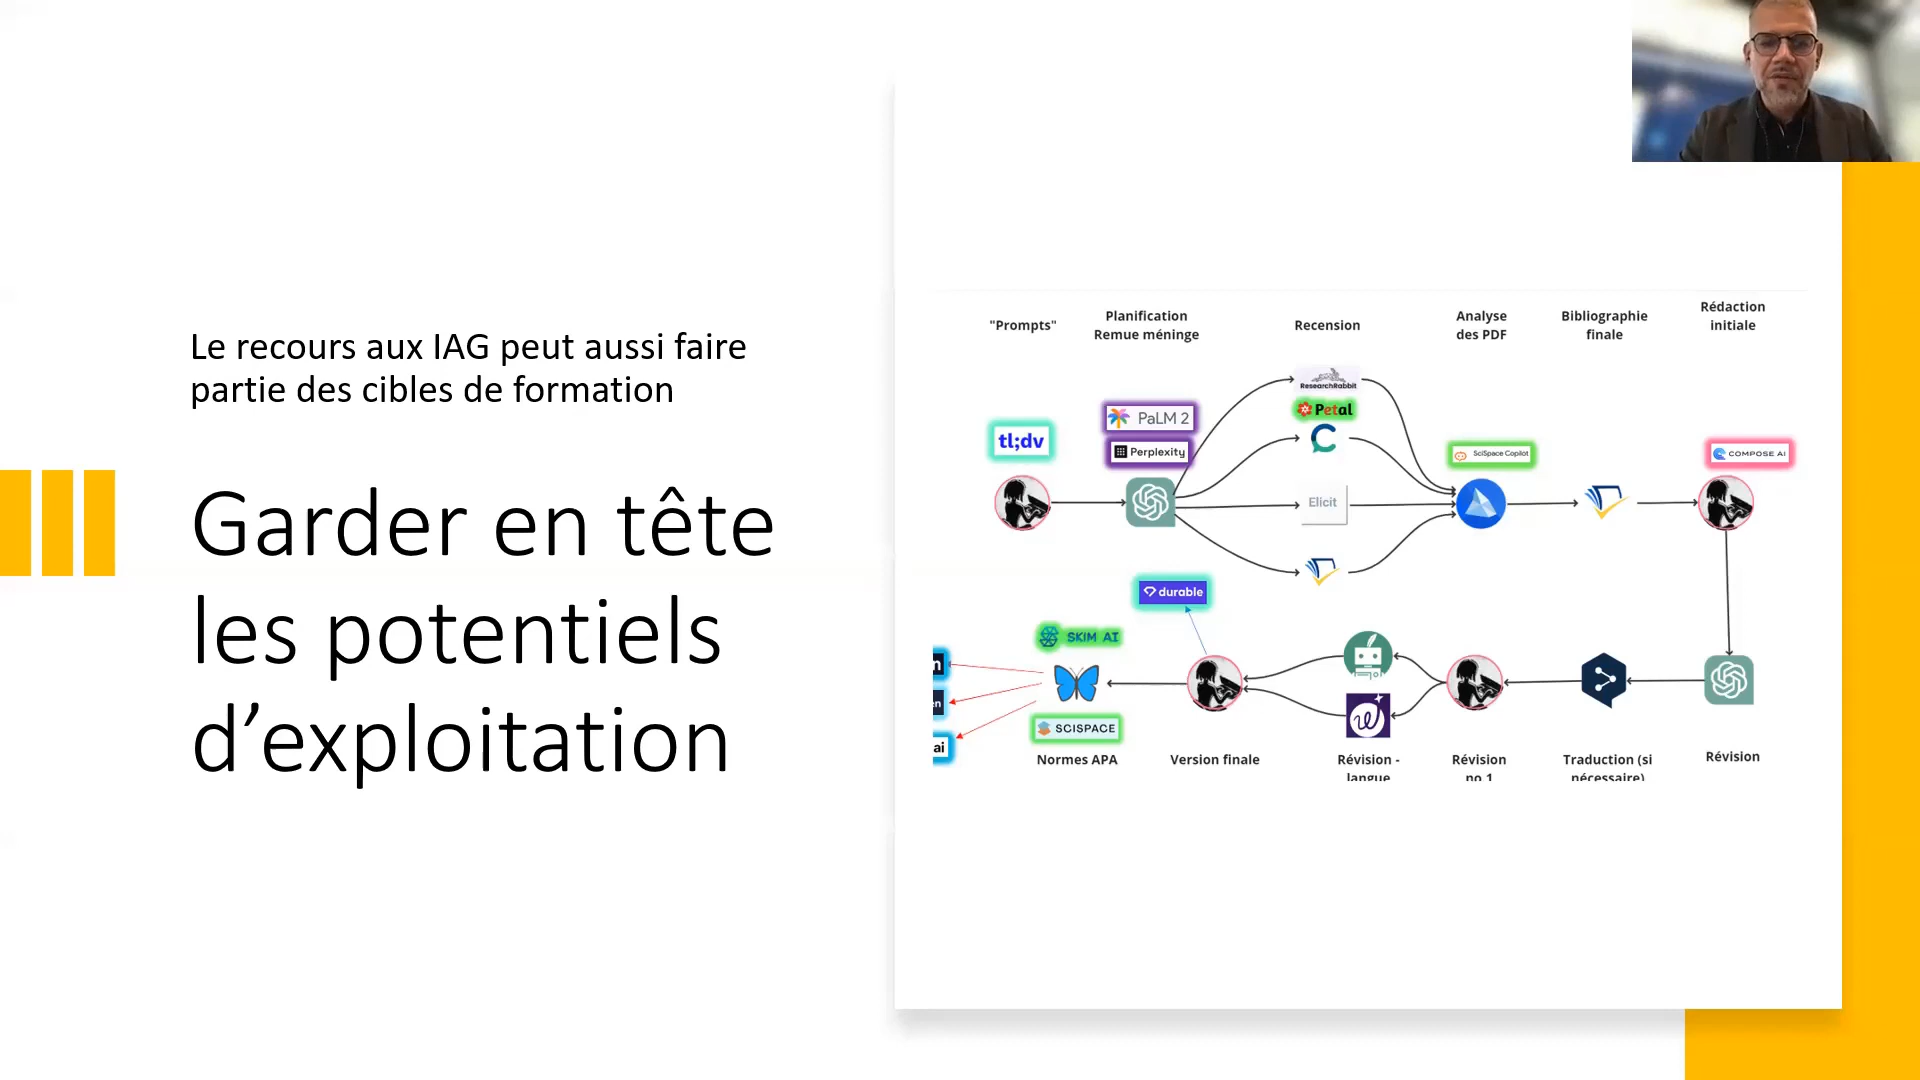 Le recours aux IAG peut aussi faire
partie des cibles de formation
Garder en tête
les potentiels
d’exploitation
"Prompts"
Planification
Remue méninge
Recension
Analyse
des PDF
Bibliographie
finale
Rédaction
initiale
ResearchRabbit
Petal
PaLM 2
Perplexity
tl;dv
SciSpace Copilot
COMPOSE AI
Elicit
durable
SKIM AI
SCISPACE
n
en
ai
Normes APA
Version finale
Révision -
langue
Révision
no 1
Traduction (si
nécessaire)
Révision